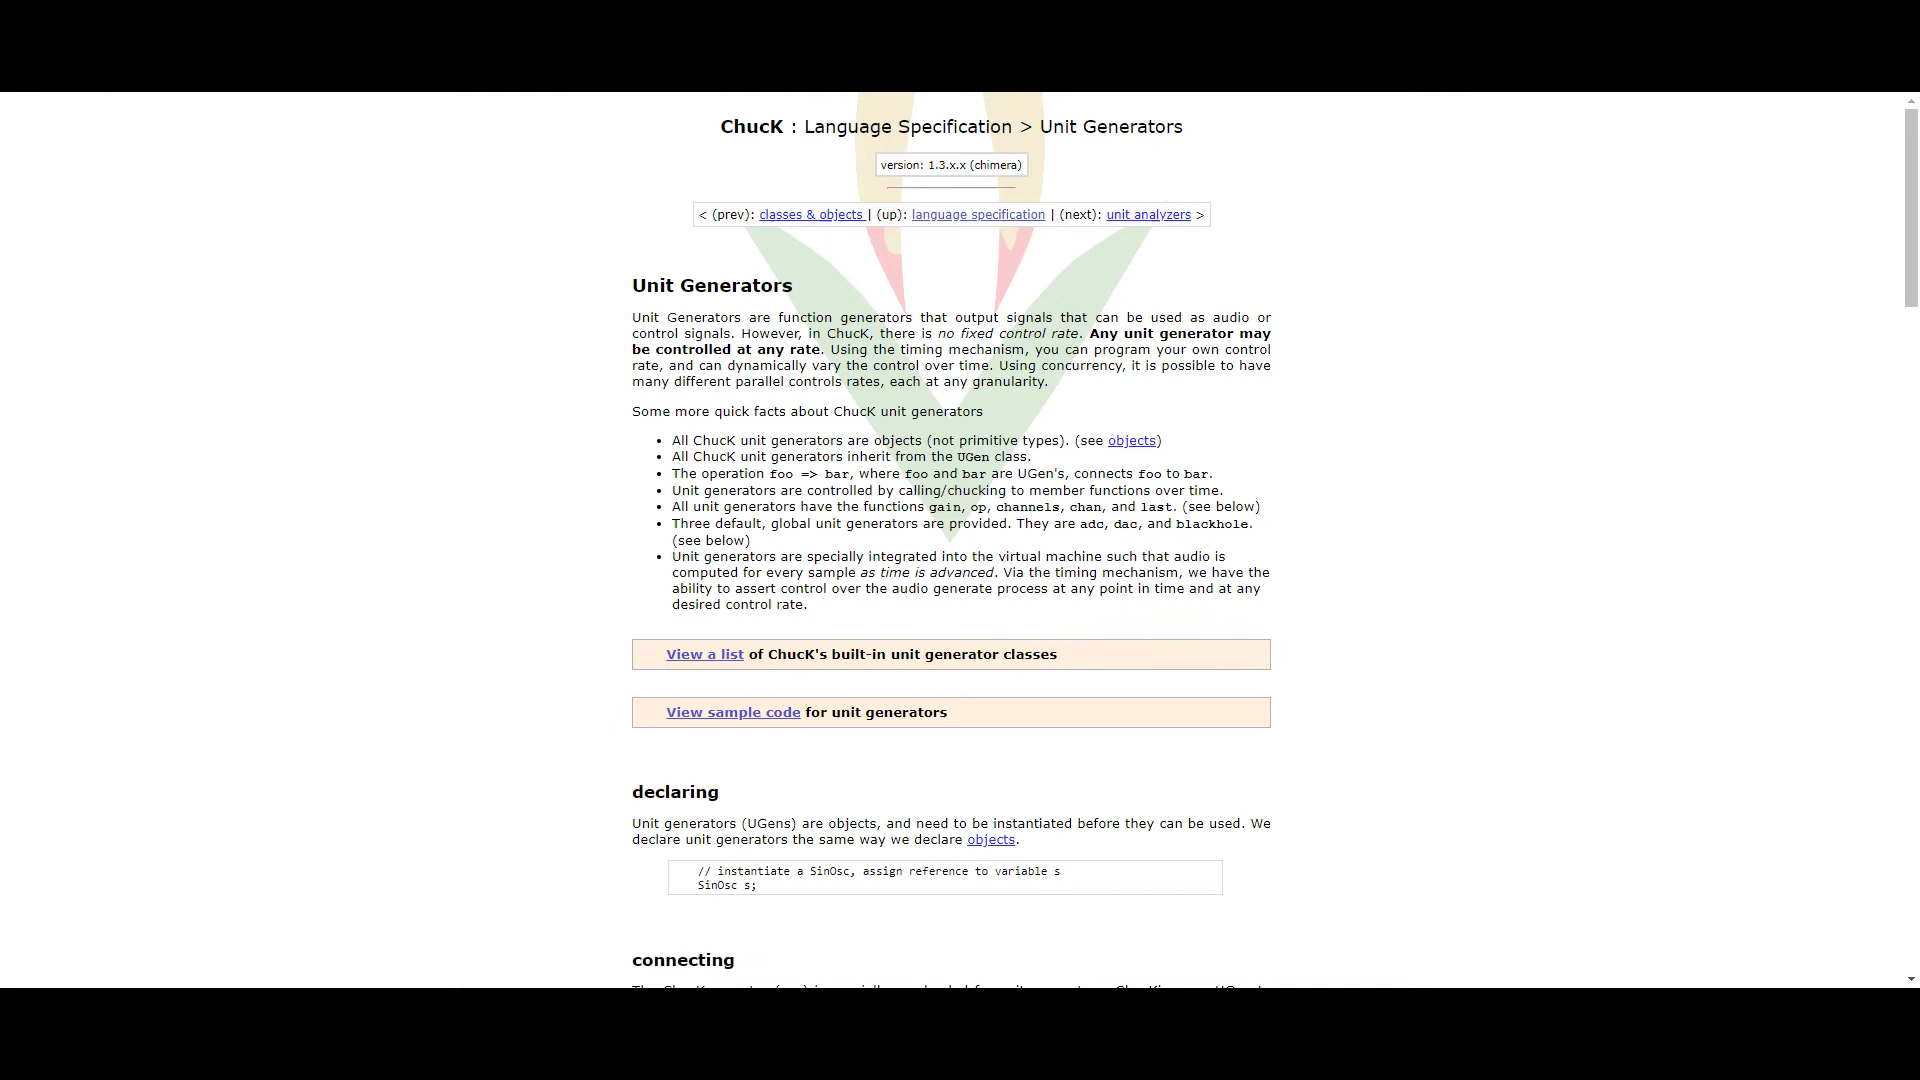 ChucK : Language Specification > Unit Generators
version: 1.3.x.x (chimera)
< (prev): classes & objects | (up): language specification | (next): unit analyzers >
Unit Generators
Unit Generators are function generators that output signals that can be used as audio or
control signals. However, in ChucK, there is no fixed control rate. Any unit generator may
be controlled at any rate. Using the timing mechanism, you can program your own control
rate, and can dynamically vary the control over time. Using concurrency, it is possible to have
many different parallel controls rates, each at any granularity.
Some more quick facts about ChucK unit generators
• All ChucK unit generators are objects (not primitive types). (see objects)
• All ChucK unit generators inherit from the UGen class.
• The operation foo => bar, where foo and bar are UGen's, connects foo to bar.
• Unit generators are controlled by calling/chucking to member functions over time.
• All unit generators have the functions gain, op, channels, chan, and last. (see below)
• Three default, global unit generators are provided. They are adc, dac, and blackhole.
(see below)
• Unit generators are specially integrated into the virtual machine such that audio is
computed for every sample as time is advanced. Via the timing mechanism, we have the
ability to assert control over the audio generate process at any point in time and at any
desired control rate.
View a list of ChucK's built-in unit generator classes
View sample code for unit generators
declaring
Unit generators (UGens) are objects, and need to be instantiated before they can be used. We
declare unit generators the same way we declare objects.
// instantiate a SinOsc, assign reference to variable s
SinOsc s;
connecting